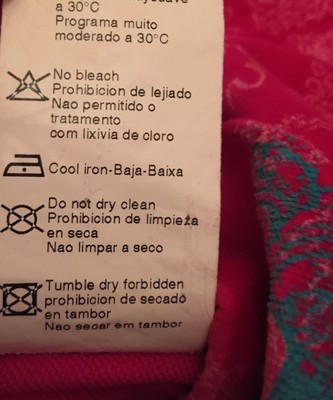 a 30°C
Programa muito
moderado a 30°C
No bleach
Prohibicion de lejiado
Nao permitido o
tratamento
com lixivia de cloro
Cool iron-Baja-Baixa
Do not dry clean
Prohibicion de limpieza
en seca
Nao limpar a seco
Tumble dry forbidden
prohibicion de secado
en tambor
Nao secar em tambor